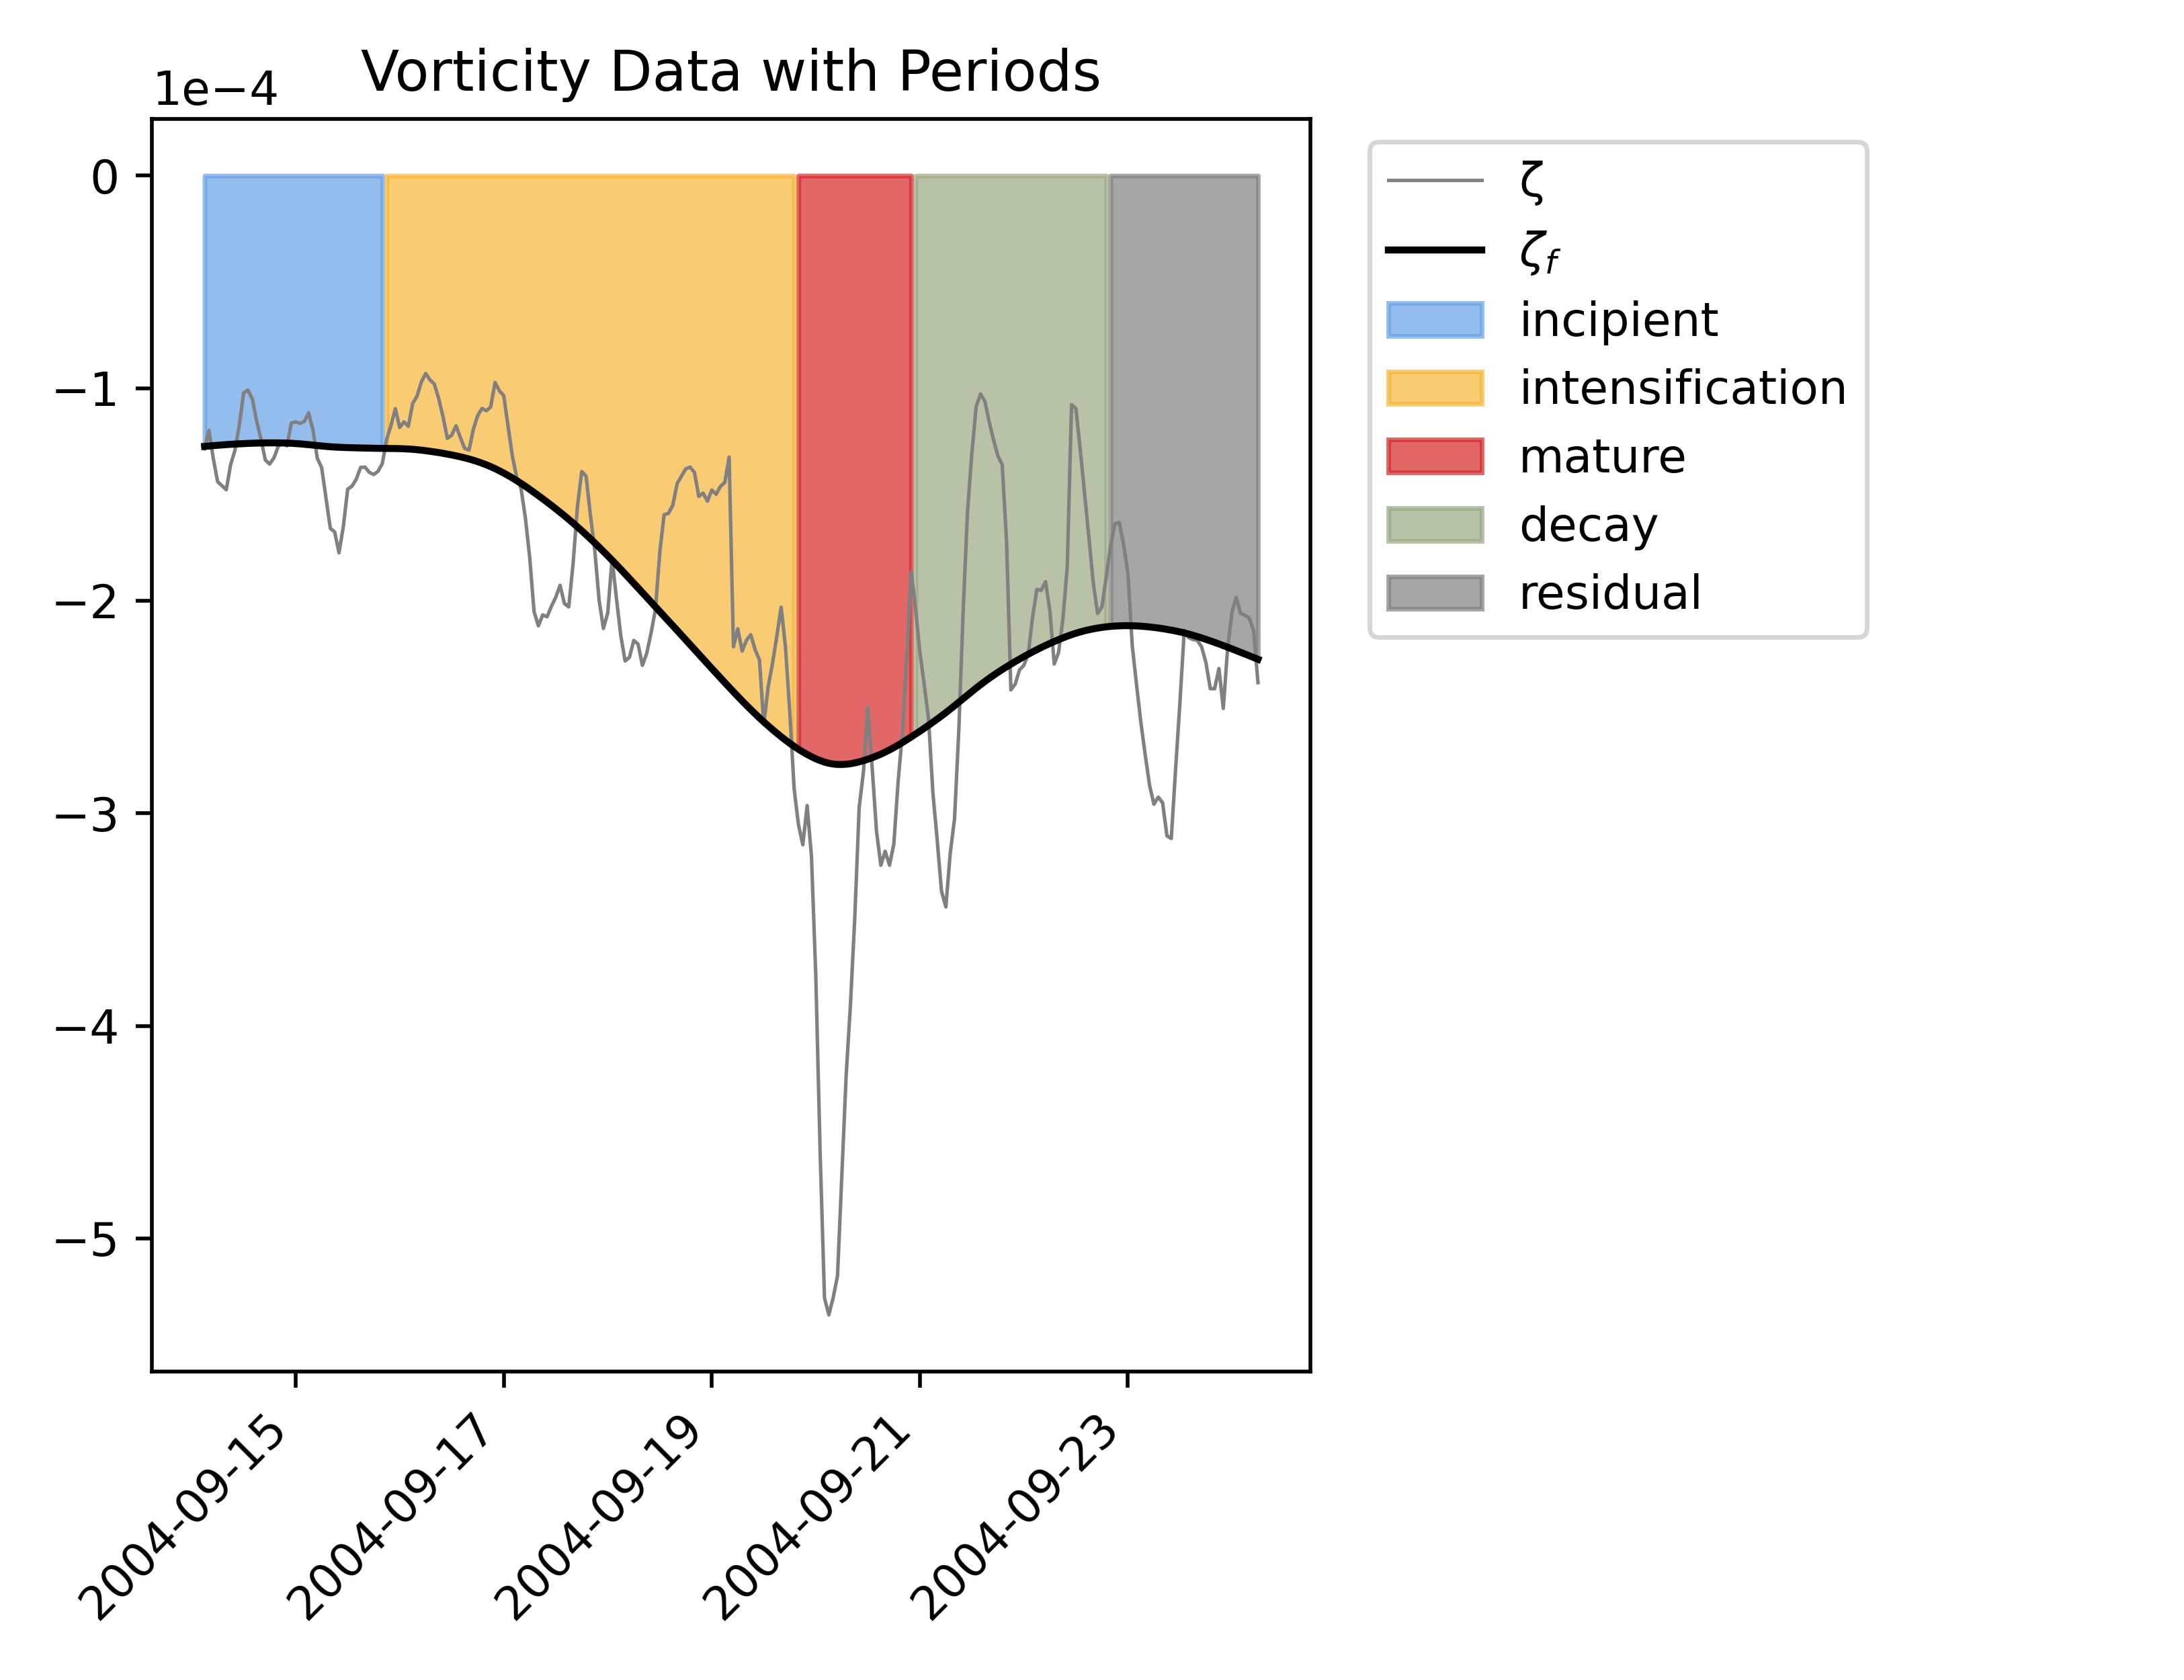 Vorticity Data with Periods
1e−4
0
−1
−2
−3
−4
−5
2004-09-15
2004-09-17
2004-09-19
2004-09-21
2004-09-23
ζ
ζf
incipient
intensification
mature
decay
residual